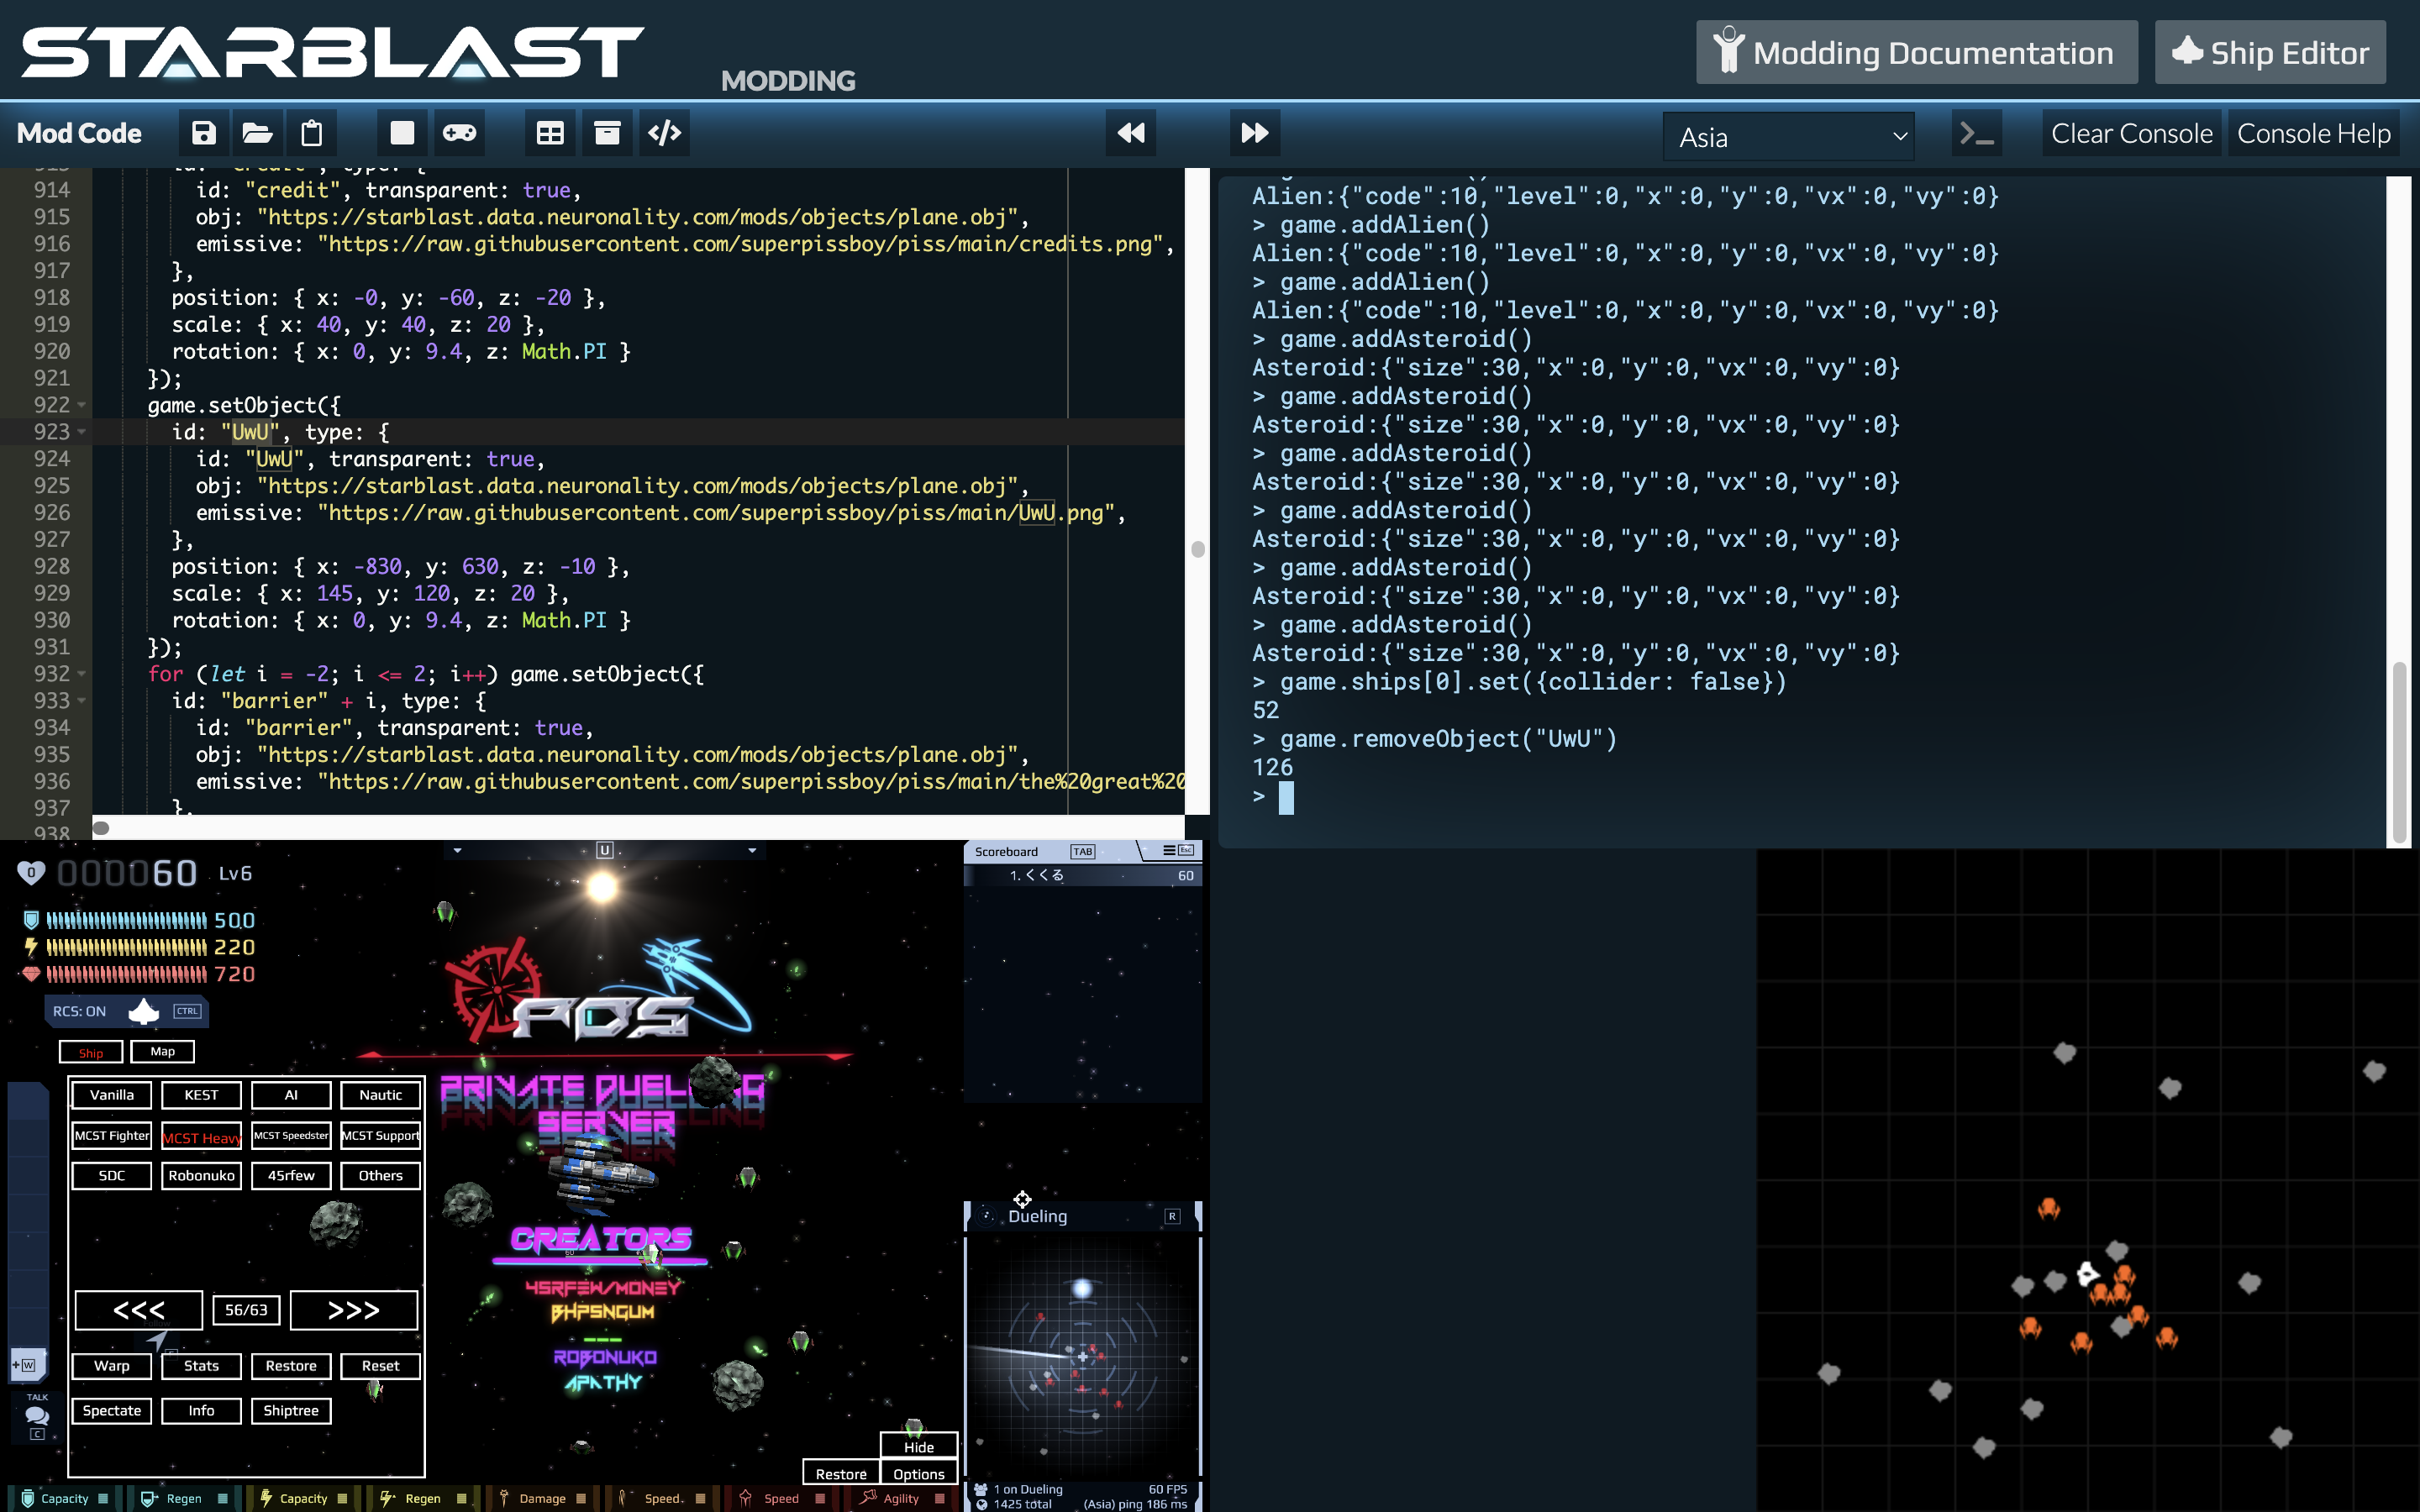 STARBLAST
MODDING
Modding Documentation
Ship Editor
Mod Code
Asia
Clear Console
Console Help
914 id: "credit", transparent: true,
915 obj: "https://starblast.data.neuronality.com/mods/objects/plane.obj",
916 emissive: "https://raw.githubusercontent.com/superpissboy/piss/main/credits.png",
917 },
918 position: { x: -0, y: -60, z: -20 },
919 scale: { x: 40, y: 40, z: 20 },
920 rotation: { x: 0, y: 9.4, z: Math.PI }
921 });
922 game.setObject({
923 id: "UwU", type: {
924 id: "UwU", transparent: true,
925 obj: "https://starblast.data.neuronality.com/mods/objects/plane.obj",
926 emissive: "https://raw.githubusercontent.com/superpissboy/piss/main/UwU.png",
927 },
928 position: { x: -830, y: 630, z: -10 },
929 scale: { x: 145, y: 120, z: 20 },
930 rotation: { x: 0, y: 9.4, z: Math.PI }
931 });
932 for (let i = -2; i <= 2; i++) game.setObject({
933 id: "barrier" + i, type: {
934 id: "barrier", transparent: true,
935 obj: "https://starblast.data.neuronality.com/mods/objects/plane.obj",
936 emissive: "https://raw.githubusercontent.com/superpissboy/piss/main/the%20great%20
937 },
938
Alien:{"code":10,"level":0,"x":0,"y":0,"vx":0,"vy":0}
> game.addAlien()
Alien:{"code":10,"level":0,"x":0,"y":0,"vx":0,"vy":0}
> game.addAlien()
Alien:{"code":10,"level":0,"x":0,"y":0,"vx":0,"vy":0}
> game.addAsteroid()
Asteroid:{"size":30,"x":0,"y":0,"vx":0,"vy":0}
> game.addAsteroid()
Asteroid:{"size":30,"x":0,"y":0,"vx":0,"vy":0}
> game.addAsteroid()
Asteroid:{"size":30,"x":0,"y":0,"vx":0,"vy":0}
> game.addAsteroid()
Asteroid:{"size":30,"x":0,"y":0,"vx":0,"vy":0}
> game.addAsteroid()
Asteroid:{"size":30,"x":0,"y":0,"vx":0,"vy":0}
> game.addAsteroid()
Asteroid:{"size":30,"x":0,"y":0,"vx":0,"vy":0}
> game.ships[0].set({collider: false})
52
> game.removeObject("UwU")
126
>
0 000060 Lv6
500
220
720
RCS: ON CTRL
Ship Map
Vanilla KEST AI Nautic
MCST Fighter MCST Heavy MCST Speedster MCST Support
SDC Robonuko 45rfew Others
<<< 56/63 >>>
Warp Stats Restore Reset
Spectate Info Shiptree
+W
TALK
C
U
PDS
PRIVATE DUELLING
SERVER
CREATORS
60
45RFEW/MONEY
BHPSNGUM
---
ROBONUKO
APATHY
Hide
Restore Options
Scoreboard TAB Esc
1. くくる 60
Dueling R
1 on Dueling 60 FPS
1425 total (Asia) ping 186 ms
Capacity Regen Capacity Regen Damage Speed Speed Agility